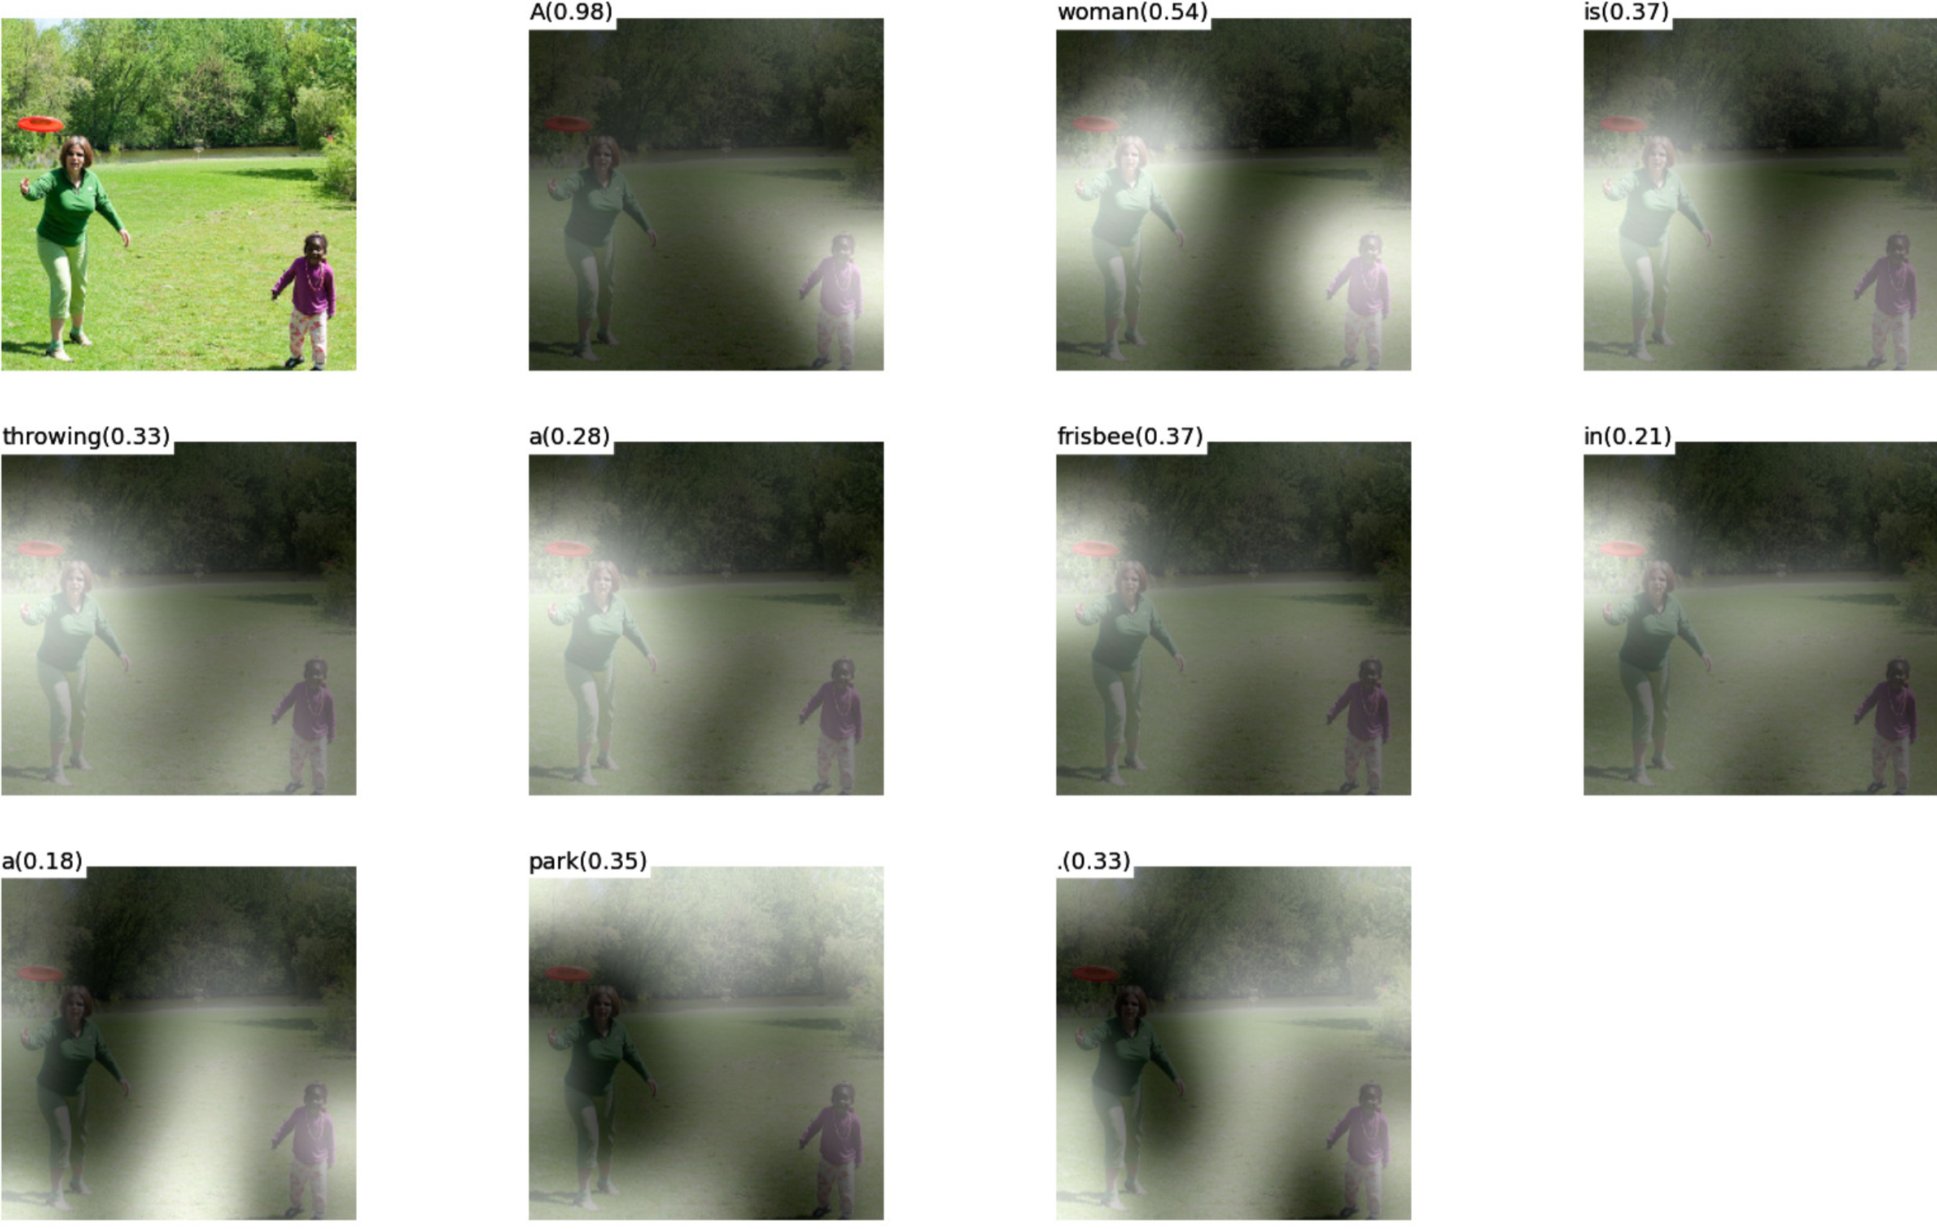 A(0.98)
woman(0.54)
is(0.37)
throwing(0.33)
a(0.28)
frisbee(0.37)
in(0.21)
a(0.18)
park(0.35)
.(0.33)